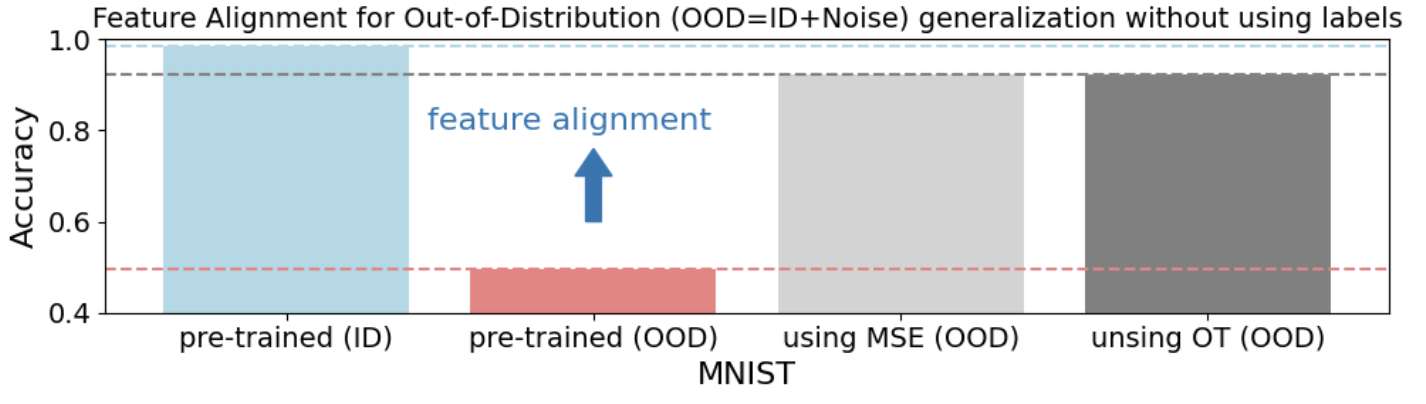 Feature Alignment for Out-of-Distribution (OOD=ID+Noise) generalization without using labels
1.0
0.8
0.6
0.4
Accuracy
feature alignment
pre-trained (ID)
pre-trained (OOD)
using MSE (OOD)
unsing OT (OOD)
MNIST